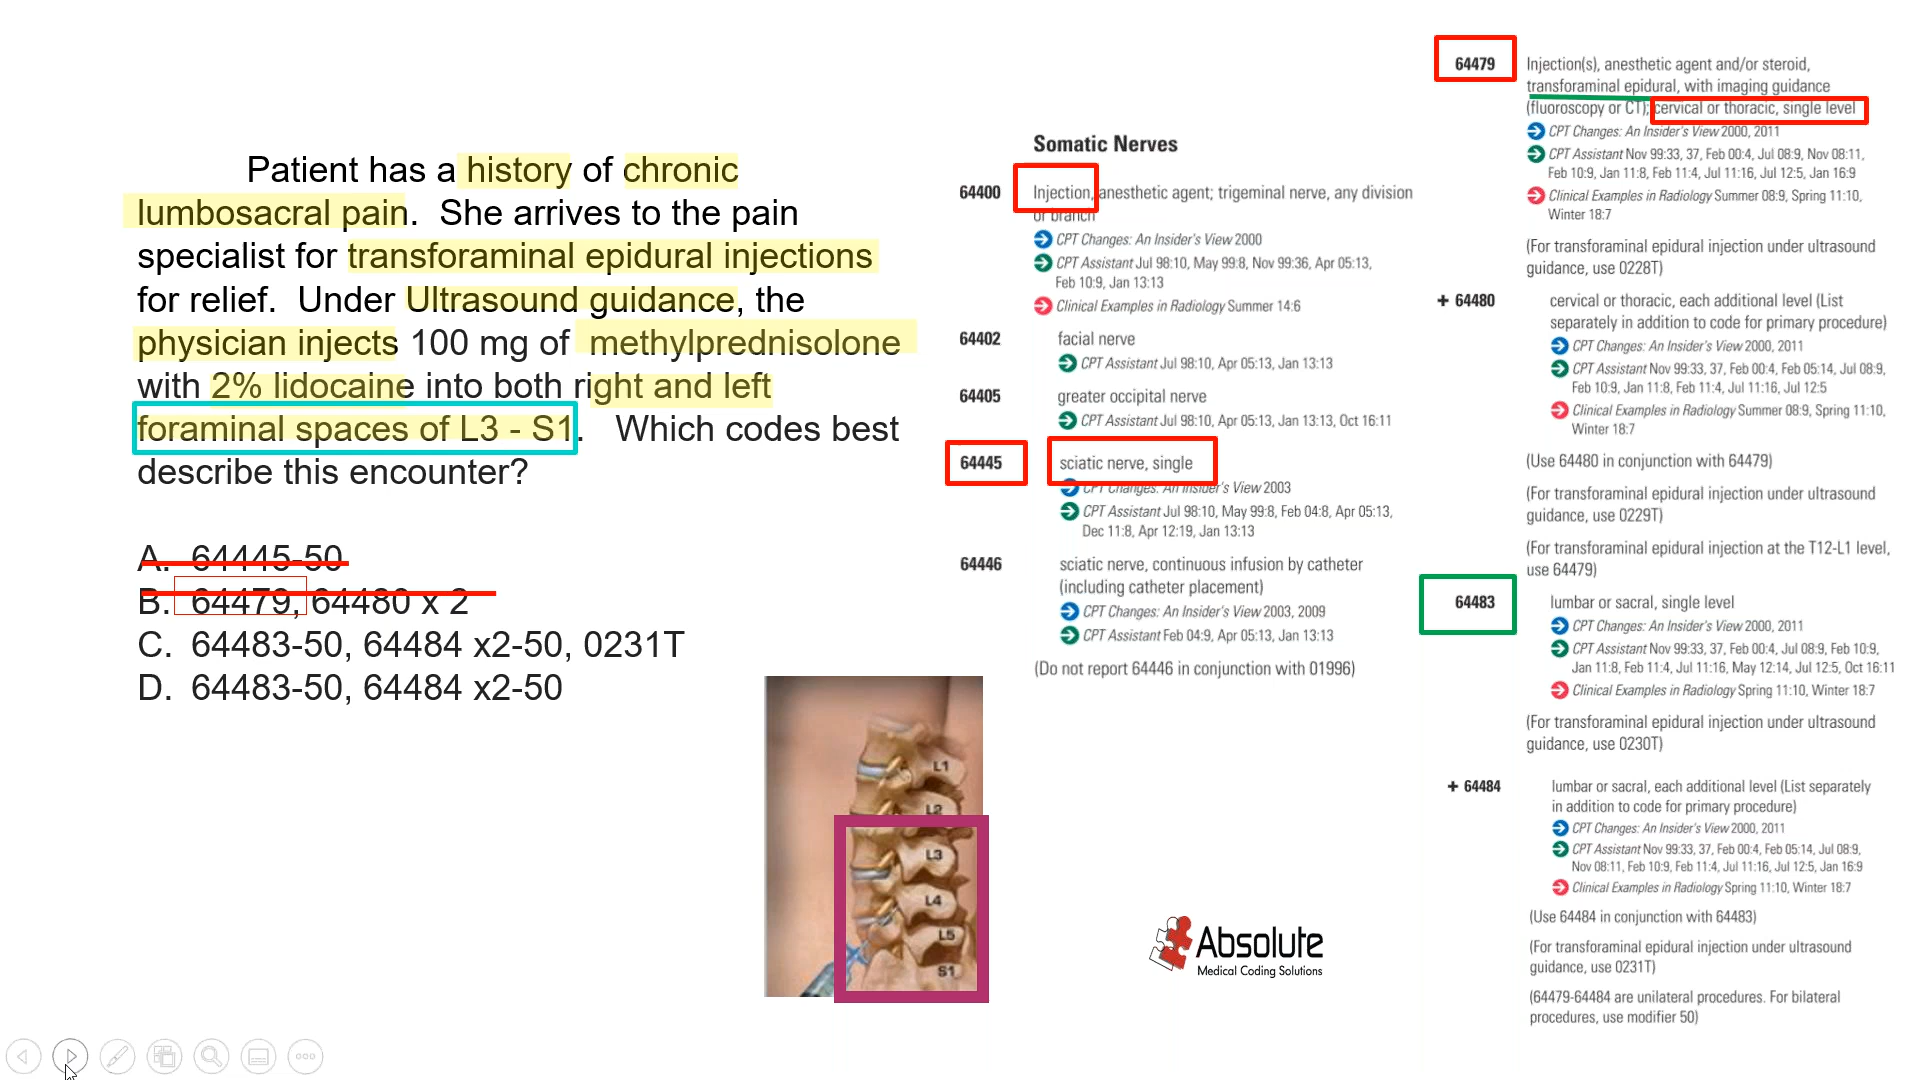 Patient has a history of chronic
lumbosacral pain. She arrives to the pain
specialist for transforaminal epidural injections
for relief. Under Ultrasound guidance, the
physician injects 100 mg of methylprednisolone
with 2% lidocaine into both right and left
foraminal spaces of L3 - S1. Which codes best
describe this encounter?
A. 64445-50
B. 64479, 64480 x 2
C. 64483-50, 64484 x2-50, 0231T
D. 64483-50, 64484 x2-50
L1
L2
L3
L4
L5
S1
Somatic Nerves
64400 Injection, anesthetic agent; trigeminal nerve, any division
or branch
CPT Changes: An Insider's View 2000
CPT Assistant Jul 98:10, May 99:8, Nov 99:36, Apr 05:13,
Feb 10:9, Jan 13:13
Clinical Examples in Radiology Summer 14:6
64402 facial nerve
CPT Assistant Jul 98:10, Apr 05:13, Jan 13:13
64405 greater occipital nerve
CPT Assistant Jul 98:10, Apr 05:13, Jan 13:13, Oct 16:11
64445 sciatic nerve, single
CPT Changes: An Insider's View 2003
CPT Assistant Jul 98:10, May 99:8, Feb 04:8, Apr 05:13,
Dec 11:8, Apr 12:19, Jan 13:13
64446 sciatic nerve, continuous infusion by catheter
(including catheter placement)
CPT Changes: An Insider's View 2003, 2009
CPT Assistant Feb 04:9, Apr 05:13, Jan 13:13
(Do not report 64446 in conjunction with 01996)
Absolute
Medical Coding Solutions
64479 Injection(s), anesthetic agent and/or steroid,
transforaminal epidural, with imaging guidance
(fluoroscopy or CT); cervical or thoracic, single level
CPT Changes: An Insider's View 2000, 2011
CPT Assistant Nov 99:33, 37, Feb 00:4, Jul 08:9, Nov 08:11,
Feb 10:9, Jan 11:8, Feb 11:4, Jul 11:16, Jul 12:5, Jan 16:9
Clinical Examples in Radiology Summer 08:9, Spring 11:10,
Winter 18:7
(For transforaminal epidural injection under ultrasound
guidance, use 0228T)
+ 64480 cervical or thoracic, each additional level (List
separately in addition to code for primary procedure)
CPT Changes: An Insider's View 2000, 2011
CPT Assistant Nov 99:33, 37, Feb 00:4, Feb 05:14, Jul 08:9,
Feb 10:9, Jan 11:8, Feb 11:4, Jul 11:16, Jul 12:5
Clinical Examples in Radiology Summer 08:9, Spring 11:10,
Winter 18:7
(Use 64480 in conjunction with 64479)
(For transforaminal epidural injection under ultrasound
guidance, use 0229T)
(For transforaminal epidural injection at the T12-L1 level,
use 64479)
64483 lumbar or sacral, single level
CPT Changes: An Insider's View 2000, 2011
CPT Assistant Nov 99:33, 37, Feb 00:4, Jul 08:9, Feb 10:9,
Jan 11:8, Feb 11:4, Jul 11:16, May 12:14, Jul 12:5, Oct 16:11
Clinical Examples in Radiology Spring 11:10, Winter 18:7
(For transforaminal epidural injection under ultrasound
guidance, use 0230T)
+ 64484 lumbar or sacral, each additional level (List separately
in addition to code for primary procedure)
CPT Changes: An Insider's View 2000, 2011
CPT Assistant Nov 99:33, 37, Feb 00:4, Feb 05:14, Jul 08:9,
Nov 08:11, Feb 10:9, Feb 11:4, Jul 11:16, Jul 12:5, Jan 16:9
Clinical Examples in Radiology Spring 11:10, Winter 18:7
(Use 64484 in conjunction with 64483)
(For transforaminal epidural injection under ultrasound
guidance, use 0231T)
(64479-64484 are unilateral procedures. For bilateral
procedures, use modifier 50)